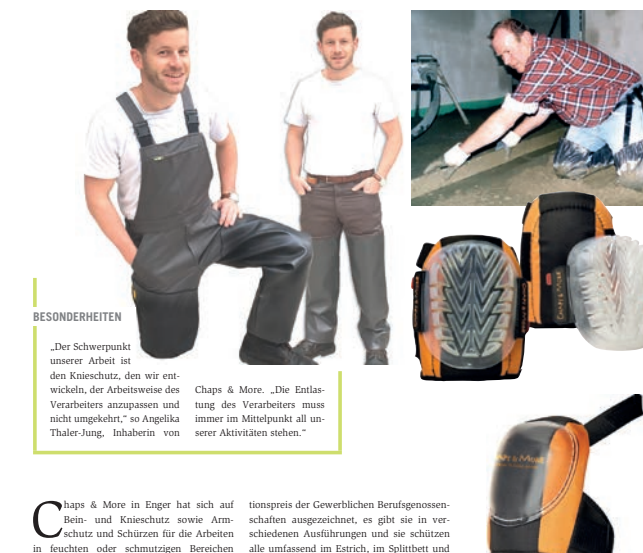 BESONDERHEITEN
„Der Schwerpunkt
unserer Arbeit ist
den Knieschutz, den wir ent-
wickeln, der Arbeitsweise des
Verarbeiters anzupassen und
nicht umgekehrt,“ so Angelika
Thaler-Jung, Inhaberin von
Chaps & More. „Die Entlas-
tung des Verarbeiters muss
immer im Mittelpunkt all un-
serer Aktivitäten stehen.“
Chaps & More in Enger hat sich auf
Bein- und Knieschutz sowie Arm-
schutz und Schürzen für die Arbeiten
in feuchten oder schmutzigen Bereichen
tionspreis der Gewerblichen Berufsgenossen-
schaften ausgezeichnet, es gibt sie in ver-
schiedenen Ausführungen und sie schützen
alle umfassend im Estrich, im Splittbett und
CHAPS & MORE